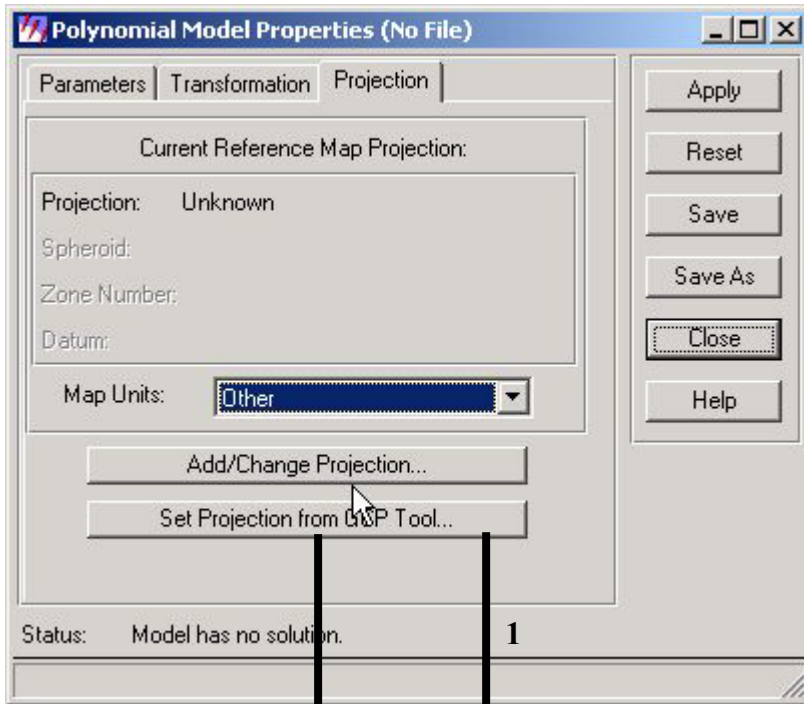 Polynomial Model Properties (No File)
Parameters Transformation Projection
Current Reference Map Projection:
Projection: Unknown
Spheroid:
Zone Number:
Datum:
Map Units: Other
Add/Change Projection...
Set Projection from GCP Tool...
Apply
Reset
Save
Save As
Close
Help
Status: Model has no solution.
1